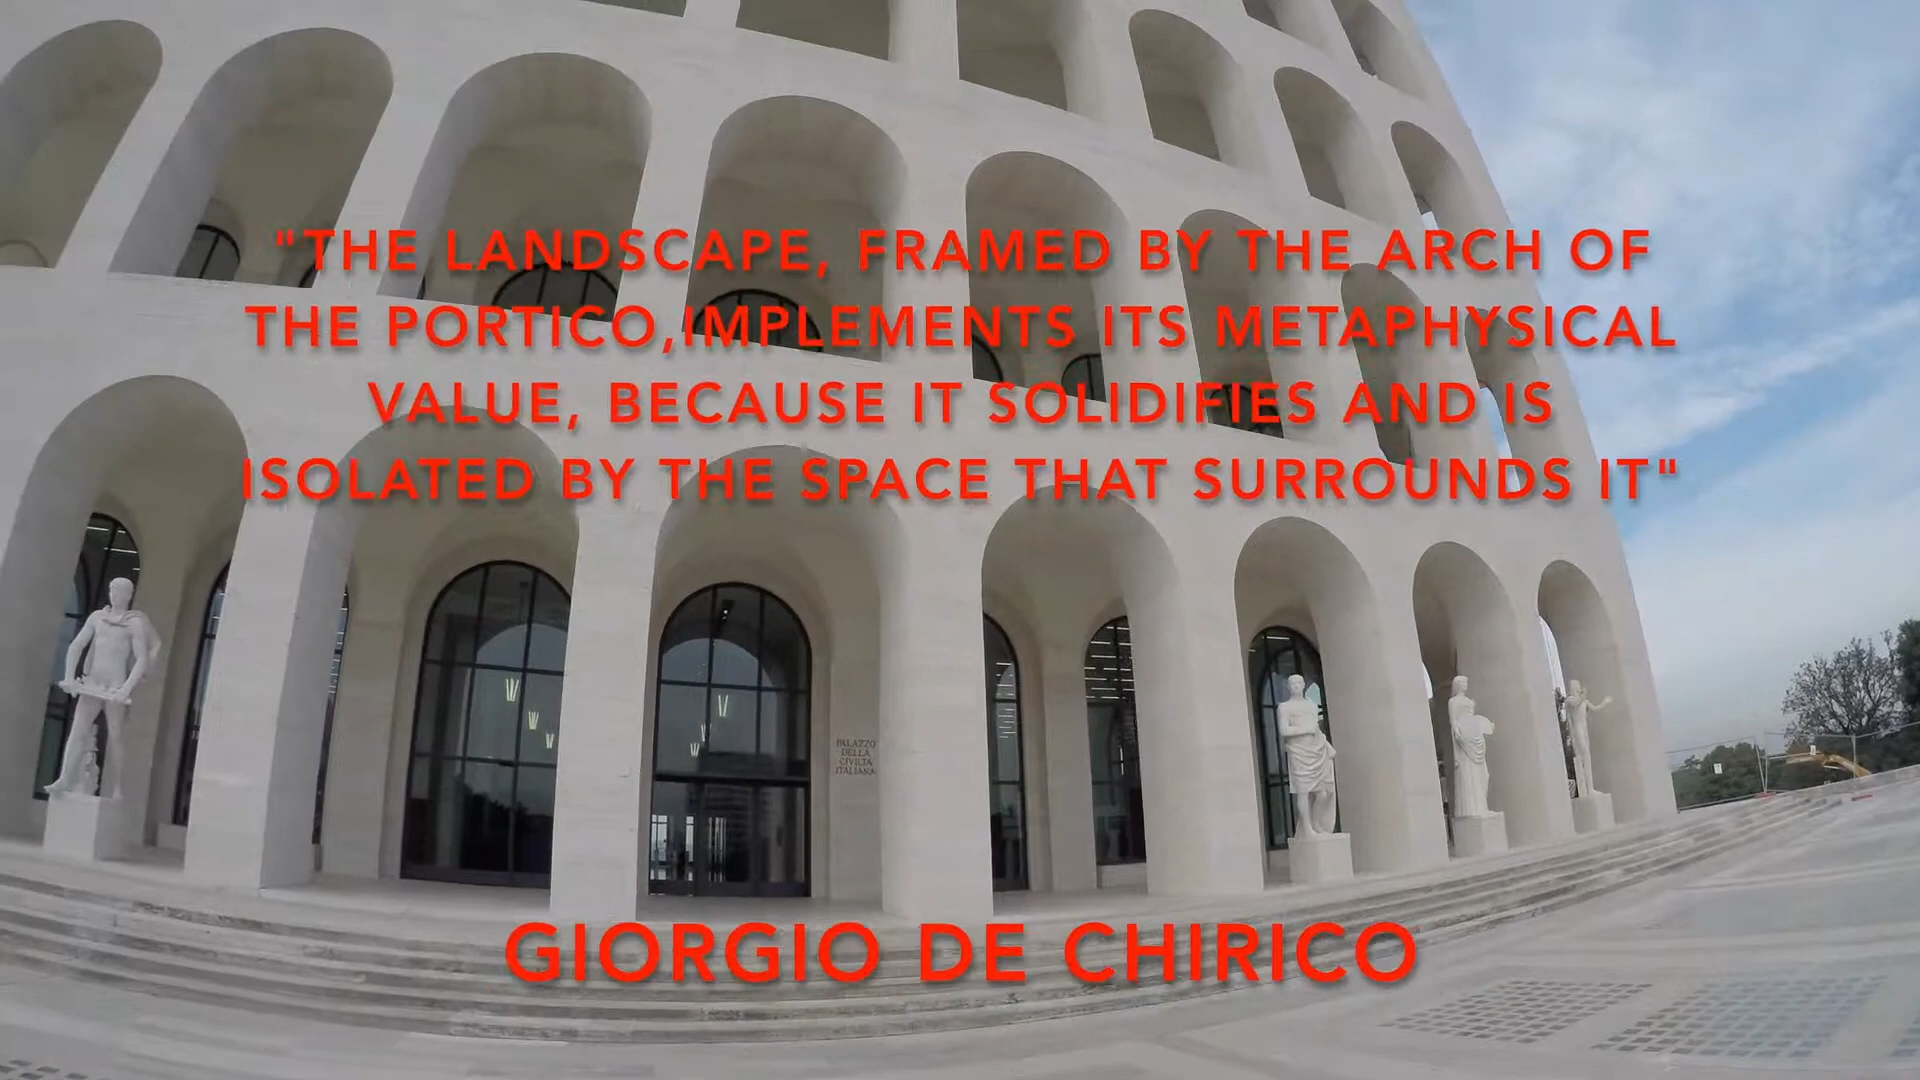 "THE LANDSCAPE, FRAMED BY THE ARCH OF
THE PORTICO,IMPLEMENTS ITS METAPHYSICAL
VALUE, BECAUSE IT SOLIDIFIES AND IS
ISOLATED BY THE SPACE THAT SURROUNDS IT"
PALAZZO
DELLA
CIVILTÀ
ITALIANA
GIORGIO DE CHIRICO